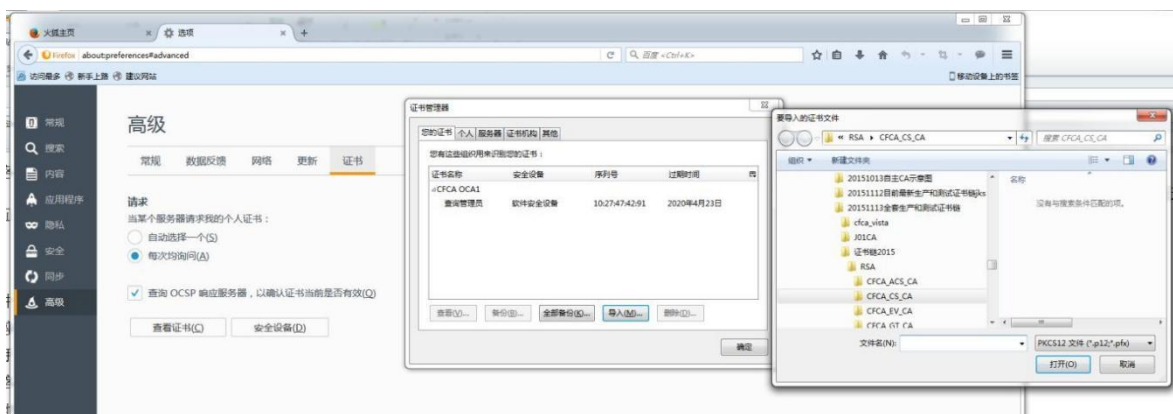 火狐主页
选项
Firefox about:preferences#advanced
百度 <Ctrl+K>
访问最多 新手上路 建议网站
移动设备上的书签
常规
搜索
内容
应用程序
隐私
安全
同步
高级
高级
常规 数据反馈 网络 更新 证书
请求
当某个服务器请求我的个人证书：
自动选择一个(S)
每次均询问(A)
查询 OCSP 响应服务器，以确认证书当前是否有效(Q)
查看证书(C) 安全设备(D)
证书管理器
您的证书 个人 服务器 证书机构 其他
您有这些组织用来识别您的证书：
证书名称 安全设备 序列号 过期时间
CFCA OCA1
查询管理员 软件安全设备 10:27:47:42:91 2020年4月23日
查看(V)... 备份(B)... 全部备份(K)... 导入(M)... 删除(D)...
确定
要导入的证书文件
« RSA CFCA_CS_CA
搜索 CFCA_CS_CA
组织 新建文件夹
20151013自主CA示意图
20151112目前最新生产和测试证书链jks
20151113全套生产和测试证书链
cfca_vista
J01CA
证书链2015
RSA
CFCA_ACS_CA
CFCA_CS_CA
CFCA_EV_CA
CFCA_GT_CA
名称
没有与搜索条件匹配的项。
文件名(N):
PKCS12 文件 (*.p12;*.pfx)
打开(O) 取消